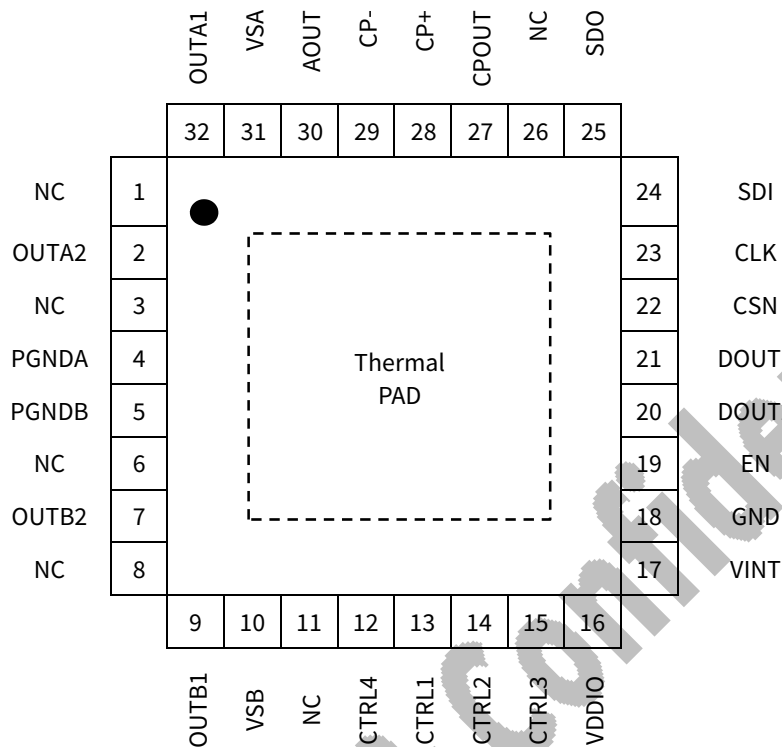 OUTA1 VSA AOUT CP- CP+ CPOUT NC SDO
32 31 30 29 28 27 26 25
NC 1 24 SDI
OUTA2 2 23 CLK
NC 3 22 CSN
PGNDA 4 21 DOUT
PGNDB 5 20 DOUT
NC 6 19 EN
OUTB2 7 18 GND
NC 8 17 VINT
Thermal
PAD
9 10 11 12 13 14 15 16
OUTB1 VSB NC CTRL4 CTRL1 CTRL2 CTRL3 VDDIO